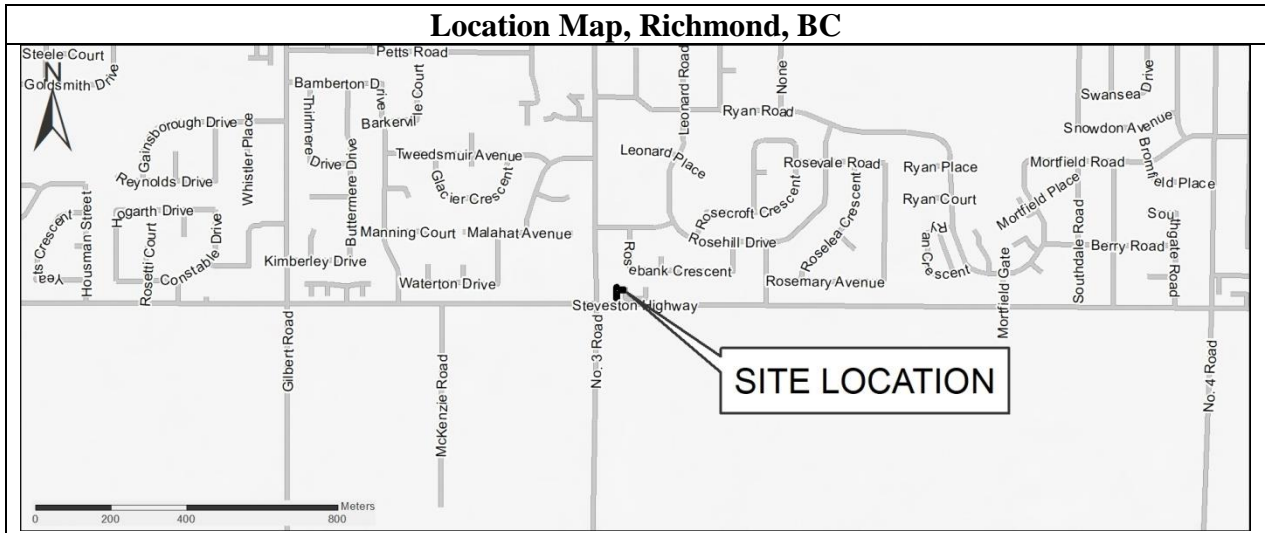 Location Map, Richmond, BC
Steele Court
Petts Road
N
Goldsmith Drive
Bamberton Drive
Barkerville Court
Thirlmere Drive
Buttermere Drive
Gainsborough Drive
Whistler Place
Reynolds Drive
Tweedsmuir Avenue
Glacier Crescent
Hogarth Drive
Housman Street
Yeats Crescent
Rosetti Court
Constable Drive
Manning Court
Malahat Avenue
Kimberley Drive
Waterton Drive
Leonard Road
None
Ryan Road
Leonard Place
Rosevale Road
Rosecroft Crescent
Rosehill Drive
Roselea Crescent
Rosebank Crescent
Rosemary Avenue
Ryan Place
Ryan Court
Ryan Crescent
Swansea Drive
Snowdon Avenue
Mortfield Road
Bromfield Place
Mortfield Place
Southdale Road
Southgate Road
Berry Road
Mortfield Gate
Steveston Highway
Gilbert Road
McKenzie Road
No. 3 Road
No. 4 Road
SITE LOCATION
Meters
0 200 400 800